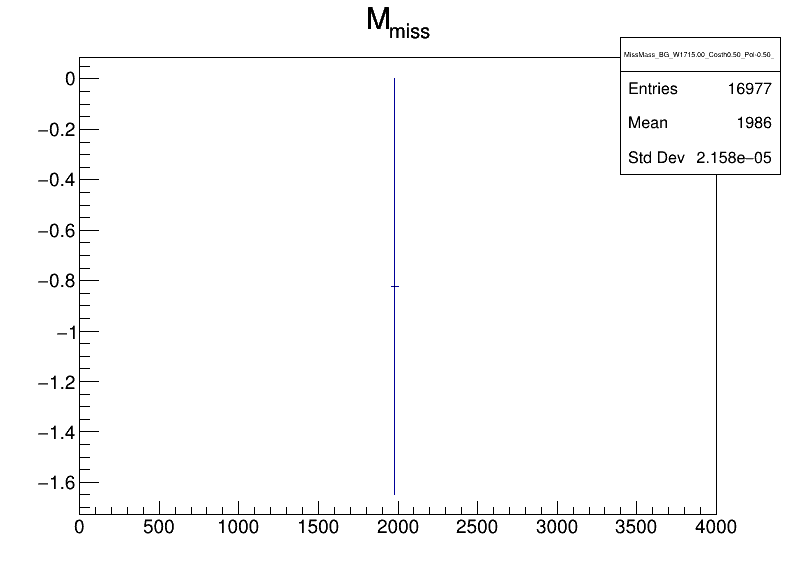 M_miss
MissMass_BG_W1715.00_Costh0.50_Pol-0.50_
Entries 16977
Mean 1986
Std Dev 2.158e−05
0
−0.2
−0.4
−0.6
−0.8
−1
−1.2
−1.4
−1.6
0 500 1000 1500 2000 2500 3000 3500 4000